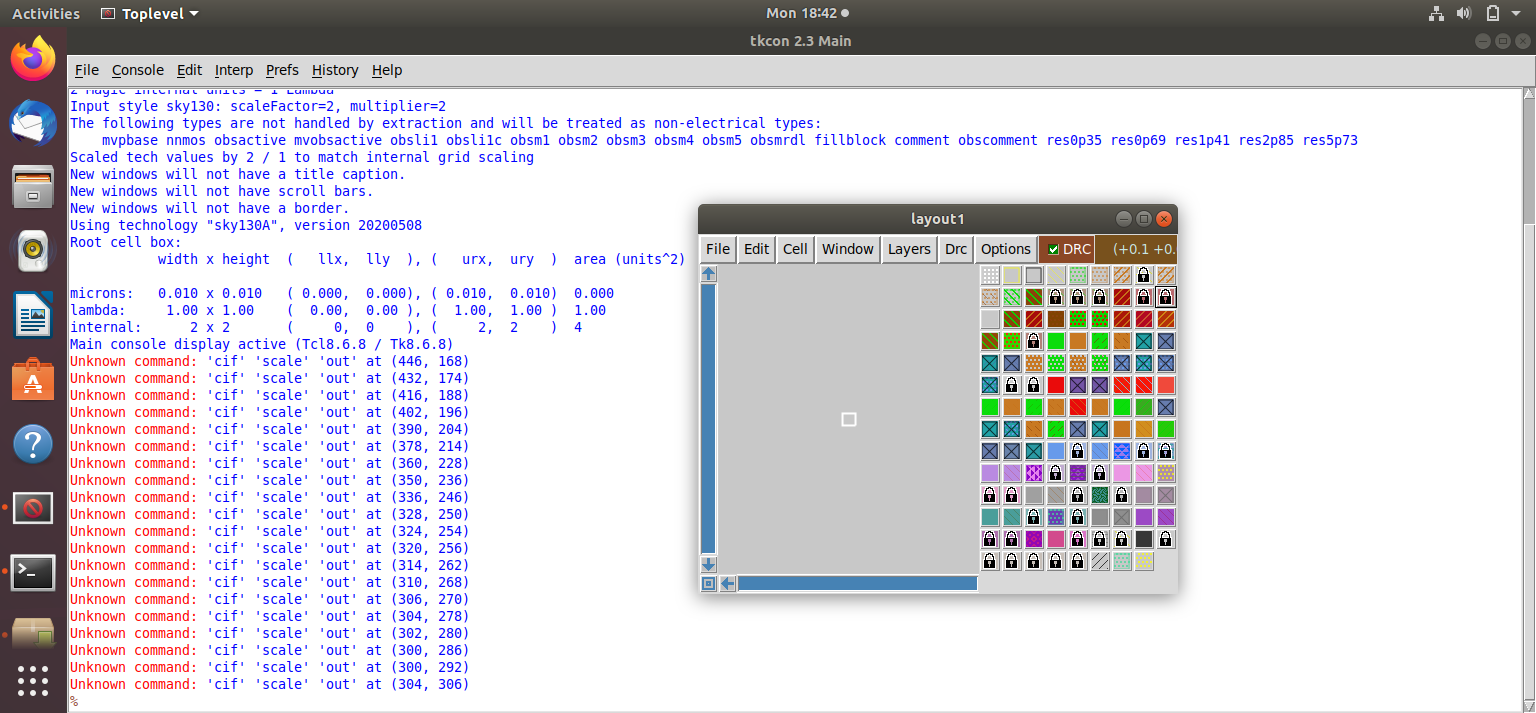 Activities Toplevel Mon 18:42
tkcon 2.3 Main
File Console Edit Interp Prefs History Help
2 Magic internal units = 1 Lambda
Input style sky130: scaleFactor=2, multiplier=2
The following types are not handled by extraction and will be treated as non-electrical types:
mvpbase nnmos obsactive mvobsactive obsli1 obsli1c obsm1 obsm2 obsm3 obsm4 obsm5 obsmrdl fillblock comment obscomment res0p35 res0p69 res1p41 res2p85 res5p73
Scaled tech values by 2 / 1 to match internal grid scaling
New windows will not have a title caption.
New windows will not have scroll bars.
New windows will not have a border.
Using technology "sky130A", version 20200508
Root cell box:
width x height ( llx, lly ), ( urx, ury ) area (units^2)
microns: 0.010 x 0.010 ( 0.000, 0.000), ( 0.010, 0.010) 0.000
lambda: 1.00 x 1.00 ( 0.00, 0.00 ), ( 1.00, 1.00 ) 1.00
internal: 2 x 2 ( 0, 0 ), ( 2, 2 ) 4
Main console display active (Tcl8.6.8 / Tk8.6.8)
Unknown command: 'cif' 'scale' 'out' at (446, 168)
Unknown command: 'cif' 'scale' 'out' at (432, 174)
Unknown command: 'cif' 'scale' 'out' at (416, 188)
Unknown command: 'cif' 'scale' 'out' at (402, 196)
Unknown command: 'cif' 'scale' 'out' at (390, 204)
Unknown command: 'cif' 'scale' 'out' at (378, 214)
Unknown command: 'cif' 'scale' 'out' at (360, 228)
Unknown command: 'cif' 'scale' 'out' at (350, 236)
Unknown command: 'cif' 'scale' 'out' at (336, 246)
Unknown command: 'cif' 'scale' 'out' at (328, 250)
Unknown command: 'cif' 'scale' 'out' at (324, 254)
Unknown command: 'cif' 'scale' 'out' at (320, 256)
Unknown command: 'cif' 'scale' 'out' at (314, 262)
Unknown command: 'cif' 'scale' 'out' at (310, 268)
Unknown command: 'cif' 'scale' 'out' at (306, 270)
Unknown command: 'cif' 'scale' 'out' at (304, 278)
Unknown command: 'cif' 'scale' 'out' at (302, 280)
Unknown command: 'cif' 'scale' 'out' at (300, 286)
Unknown command: 'cif' 'scale' 'out' at (300, 292)
Unknown command: 'cif' 'scale' 'out' at (304, 306)
%
layout1
File Edit Cell Window Layers Drc Options DRC (+0.1 +0.